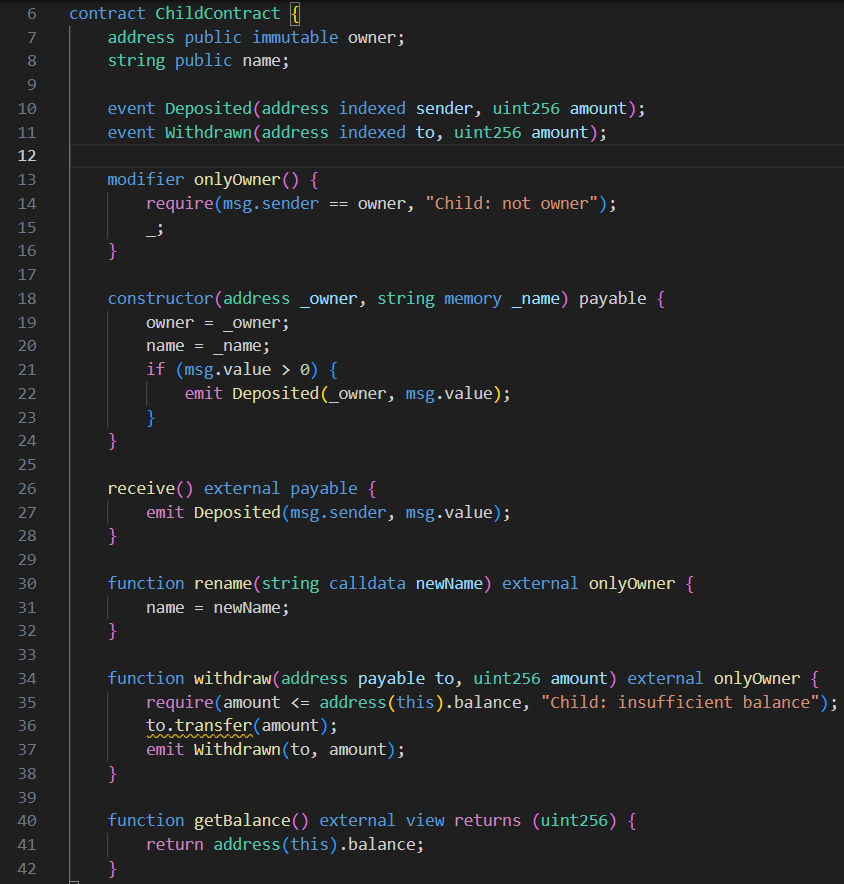 6 contract ChildContract {
7 address public immutable owner;
8 string public name;
9
10 event Deposited(address indexed sender, uint256 amount);
11 event Withdrawn(address indexed to, uint256 amount);
12
13 modifier onlyOwner() {
14 require(msg.sender == owner, "Child: not owner");
15 _;
16 }
17
18 constructor(address _owner, string memory _name) payable {
19 owner = _owner;
20 name = _name;
21 if (msg.value > 0) {
22 emit Deposited(_owner, msg.value);
23 }
24 }
25
26 receive() external payable {
27 emit Deposited(msg.sender, msg.value);
28 }
29
30 function rename(string calldata newName) external onlyOwner {
31 name = newName;
32 }
33
34 function withdraw(address payable to, uint256 amount) external onlyOwner {
35 require(amount <= address(this).balance, "Child: insufficient balance");
36 to.transfer(amount);
37 emit Withdrawn(to, amount);
38 }
39
40 function getBalance() external view returns (uint256) {
41 return address(this).balance;
42 }